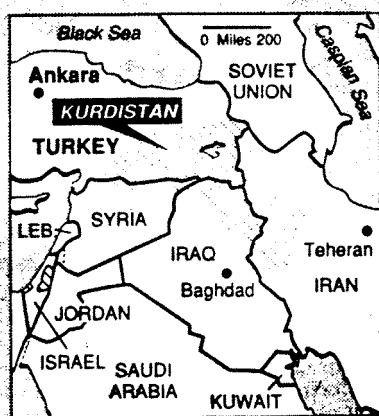 Black Sea
0 Miles 200
Caspian Sea
Ankara
SOVIET
UNION
KURDISTAN
TURKEY
SYRIA
LEB
IRAQ
Teheran
Baghdad
IRAN
JORDAN
ISRAEL
SAUDI
ARABIA
KUWAIT